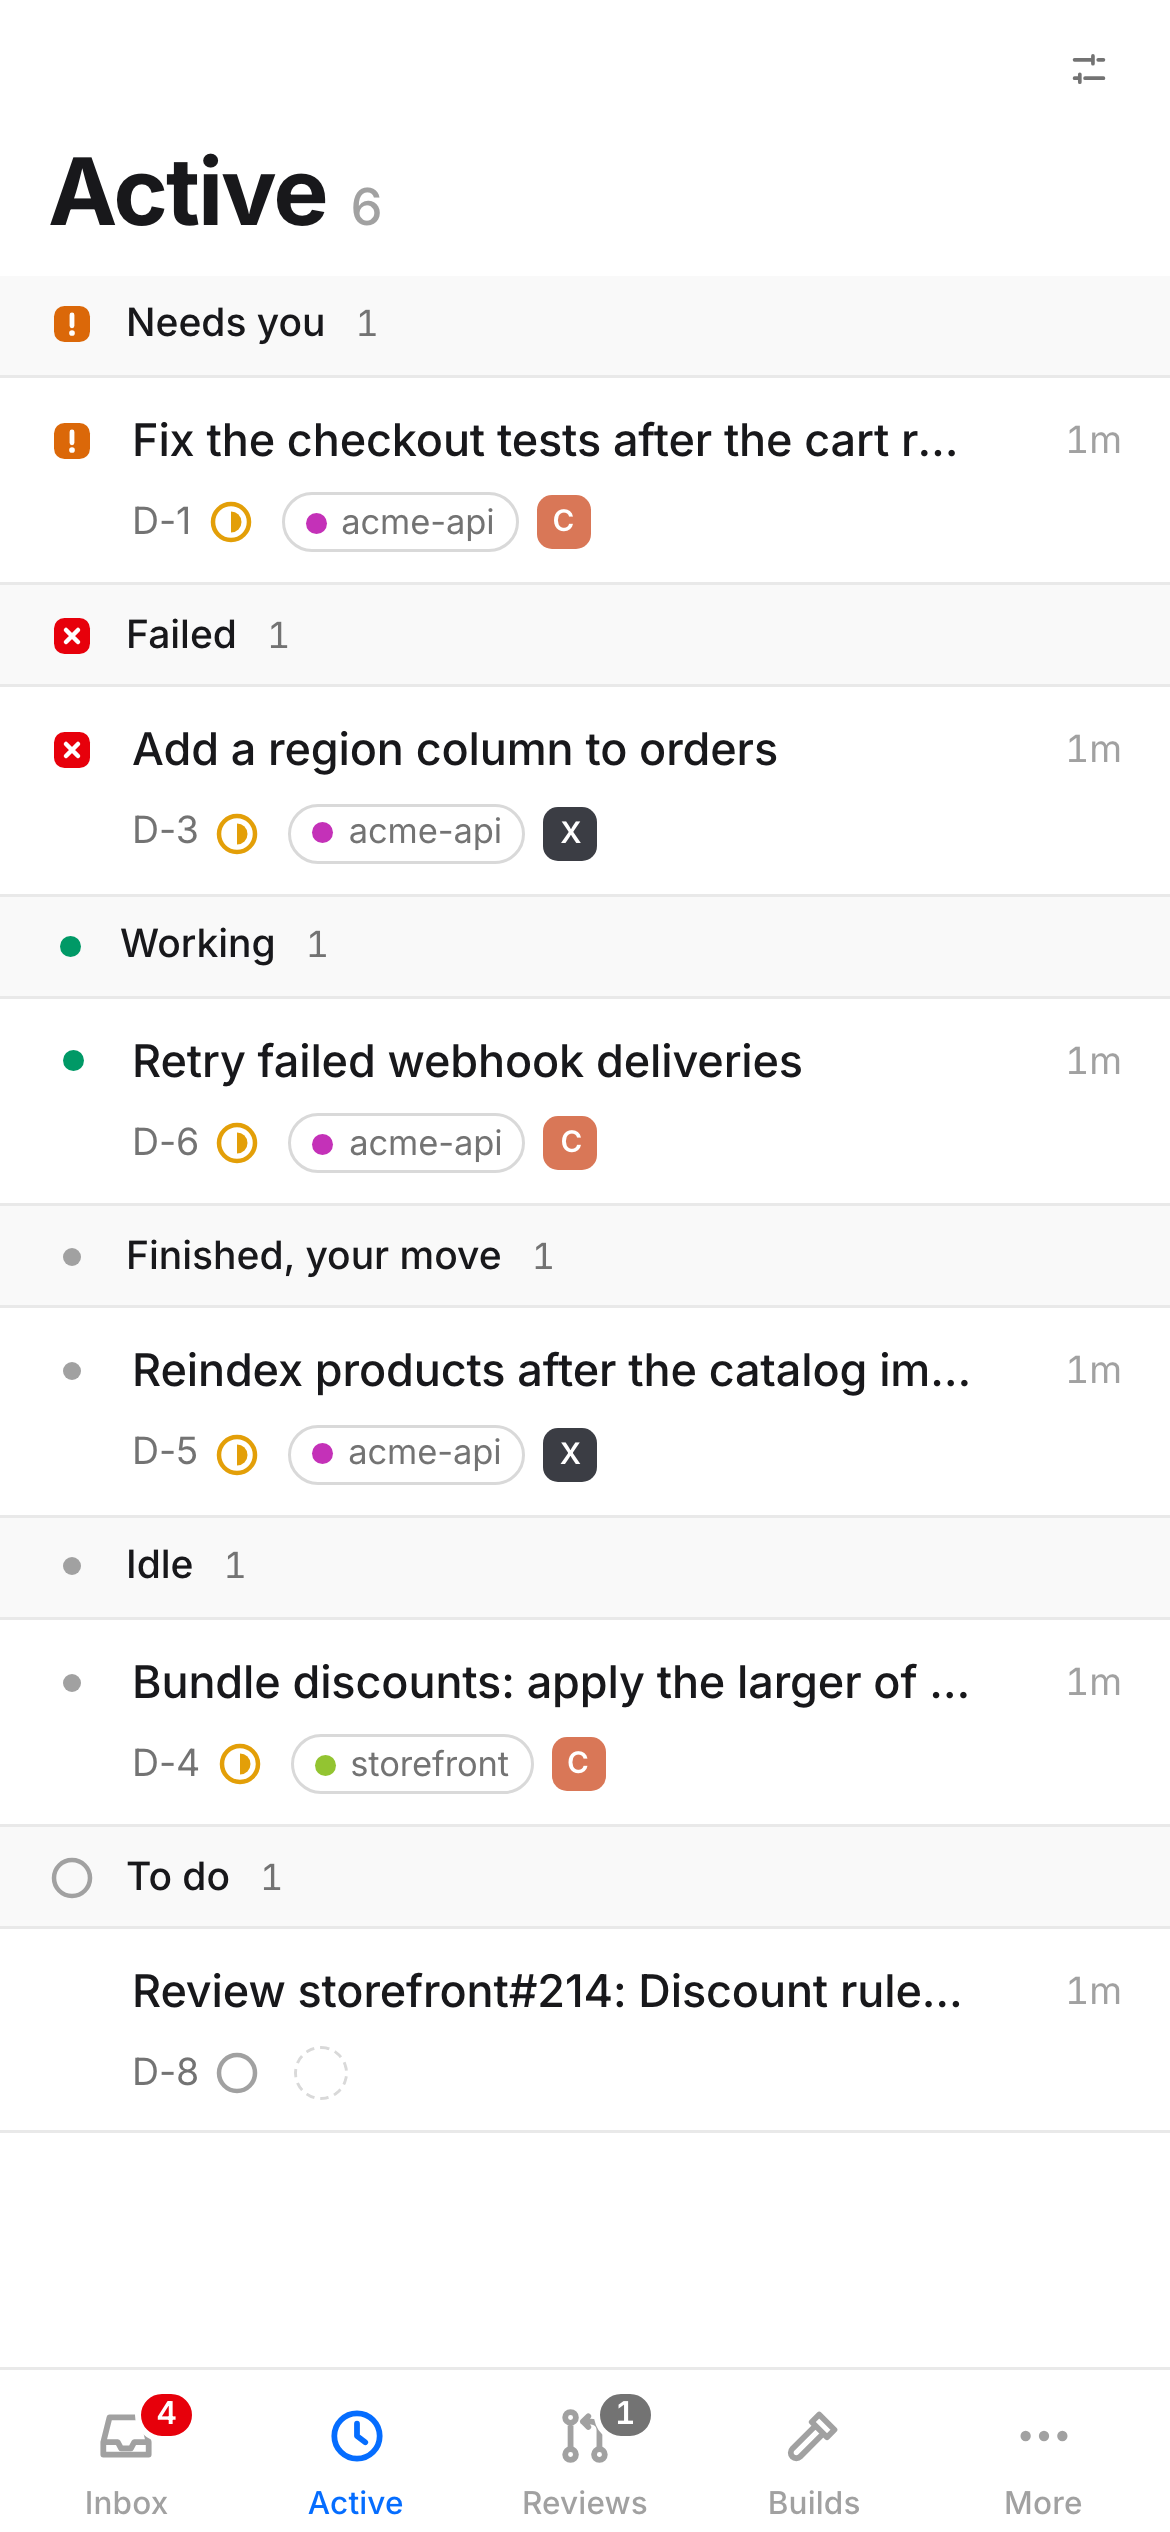 Active 6
Needs you 1
Fix the checkout tests after the cart r... 1m
D-1 acme-api C
Failed 1
Add a region column to orders 1m
D-3 acme-api X
Working 1
Retry failed webhook deliveries 1m
D-6 acme-api C
Finished, your move 1
Reindex products after the catalog im... 1m
D-5 acme-api X
Idle 1
Bundle discounts: apply the larger of ... 1m
D-4 storefront C
To do 1
Review storefront#214: Discount rule... 1m
D-8
4 1
Inbox Active Reviews Builds More